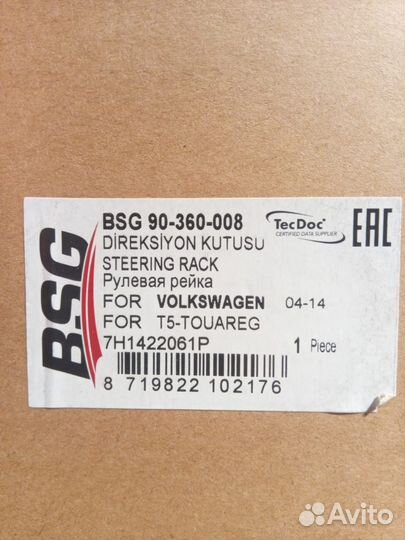 BSG
BSG 90-360-008
TecDoc
CERTIFIED DATA SUPPLIER
EAC
DİREKSİYON KUTUSU
STEERING RACK
Рулевая рейка
FOR VOLKSWAGEN 04-14
FOR T5-TOUAREG
7H1422061P
1 Piece
8 719822 102176
Avito